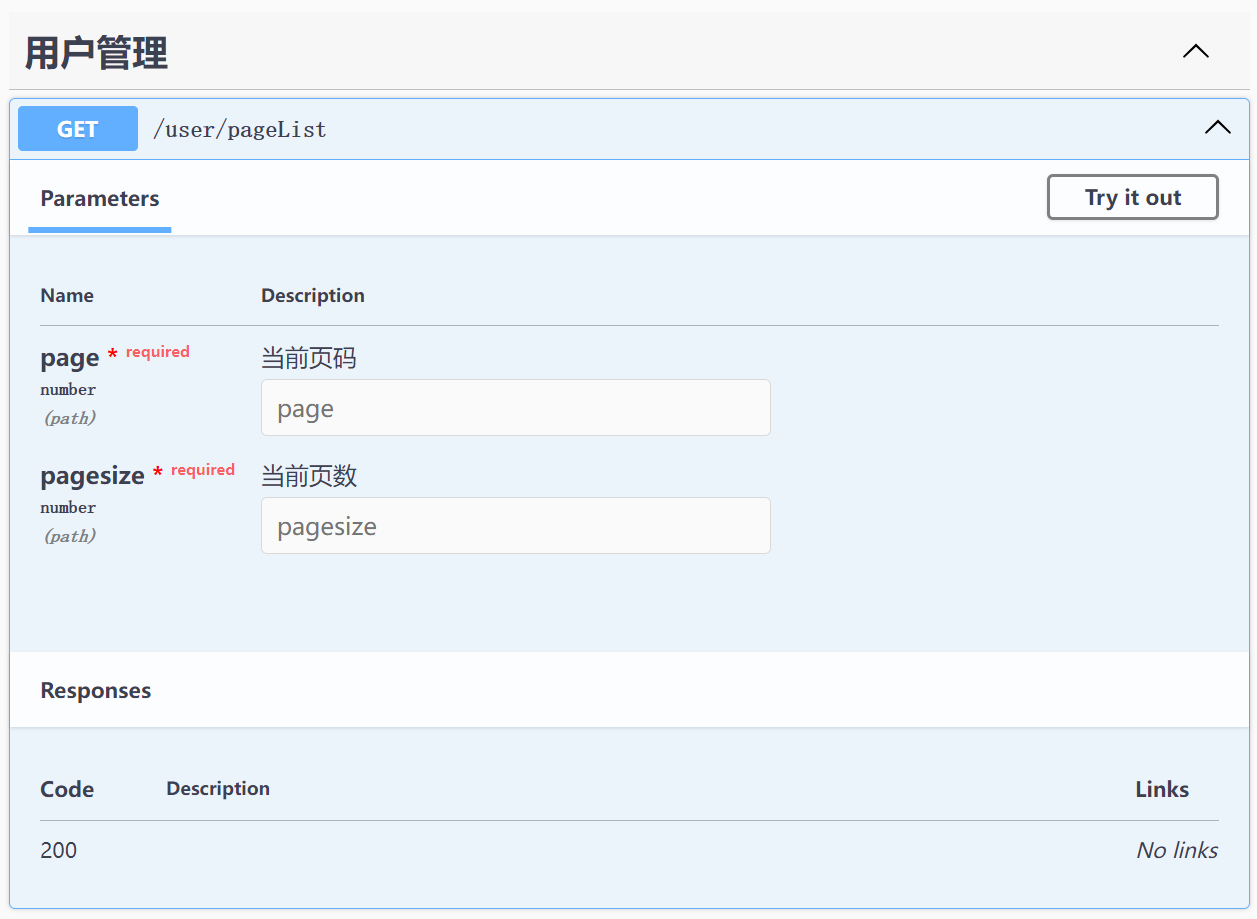 用户管理
GET /user/pageList
Parameters Try it out
Name Description
page * required 当前页码
number
(path)
page
pagesize * required 当前页数
number
(path)
pagesize
Responses
Code Description Links
200 No links